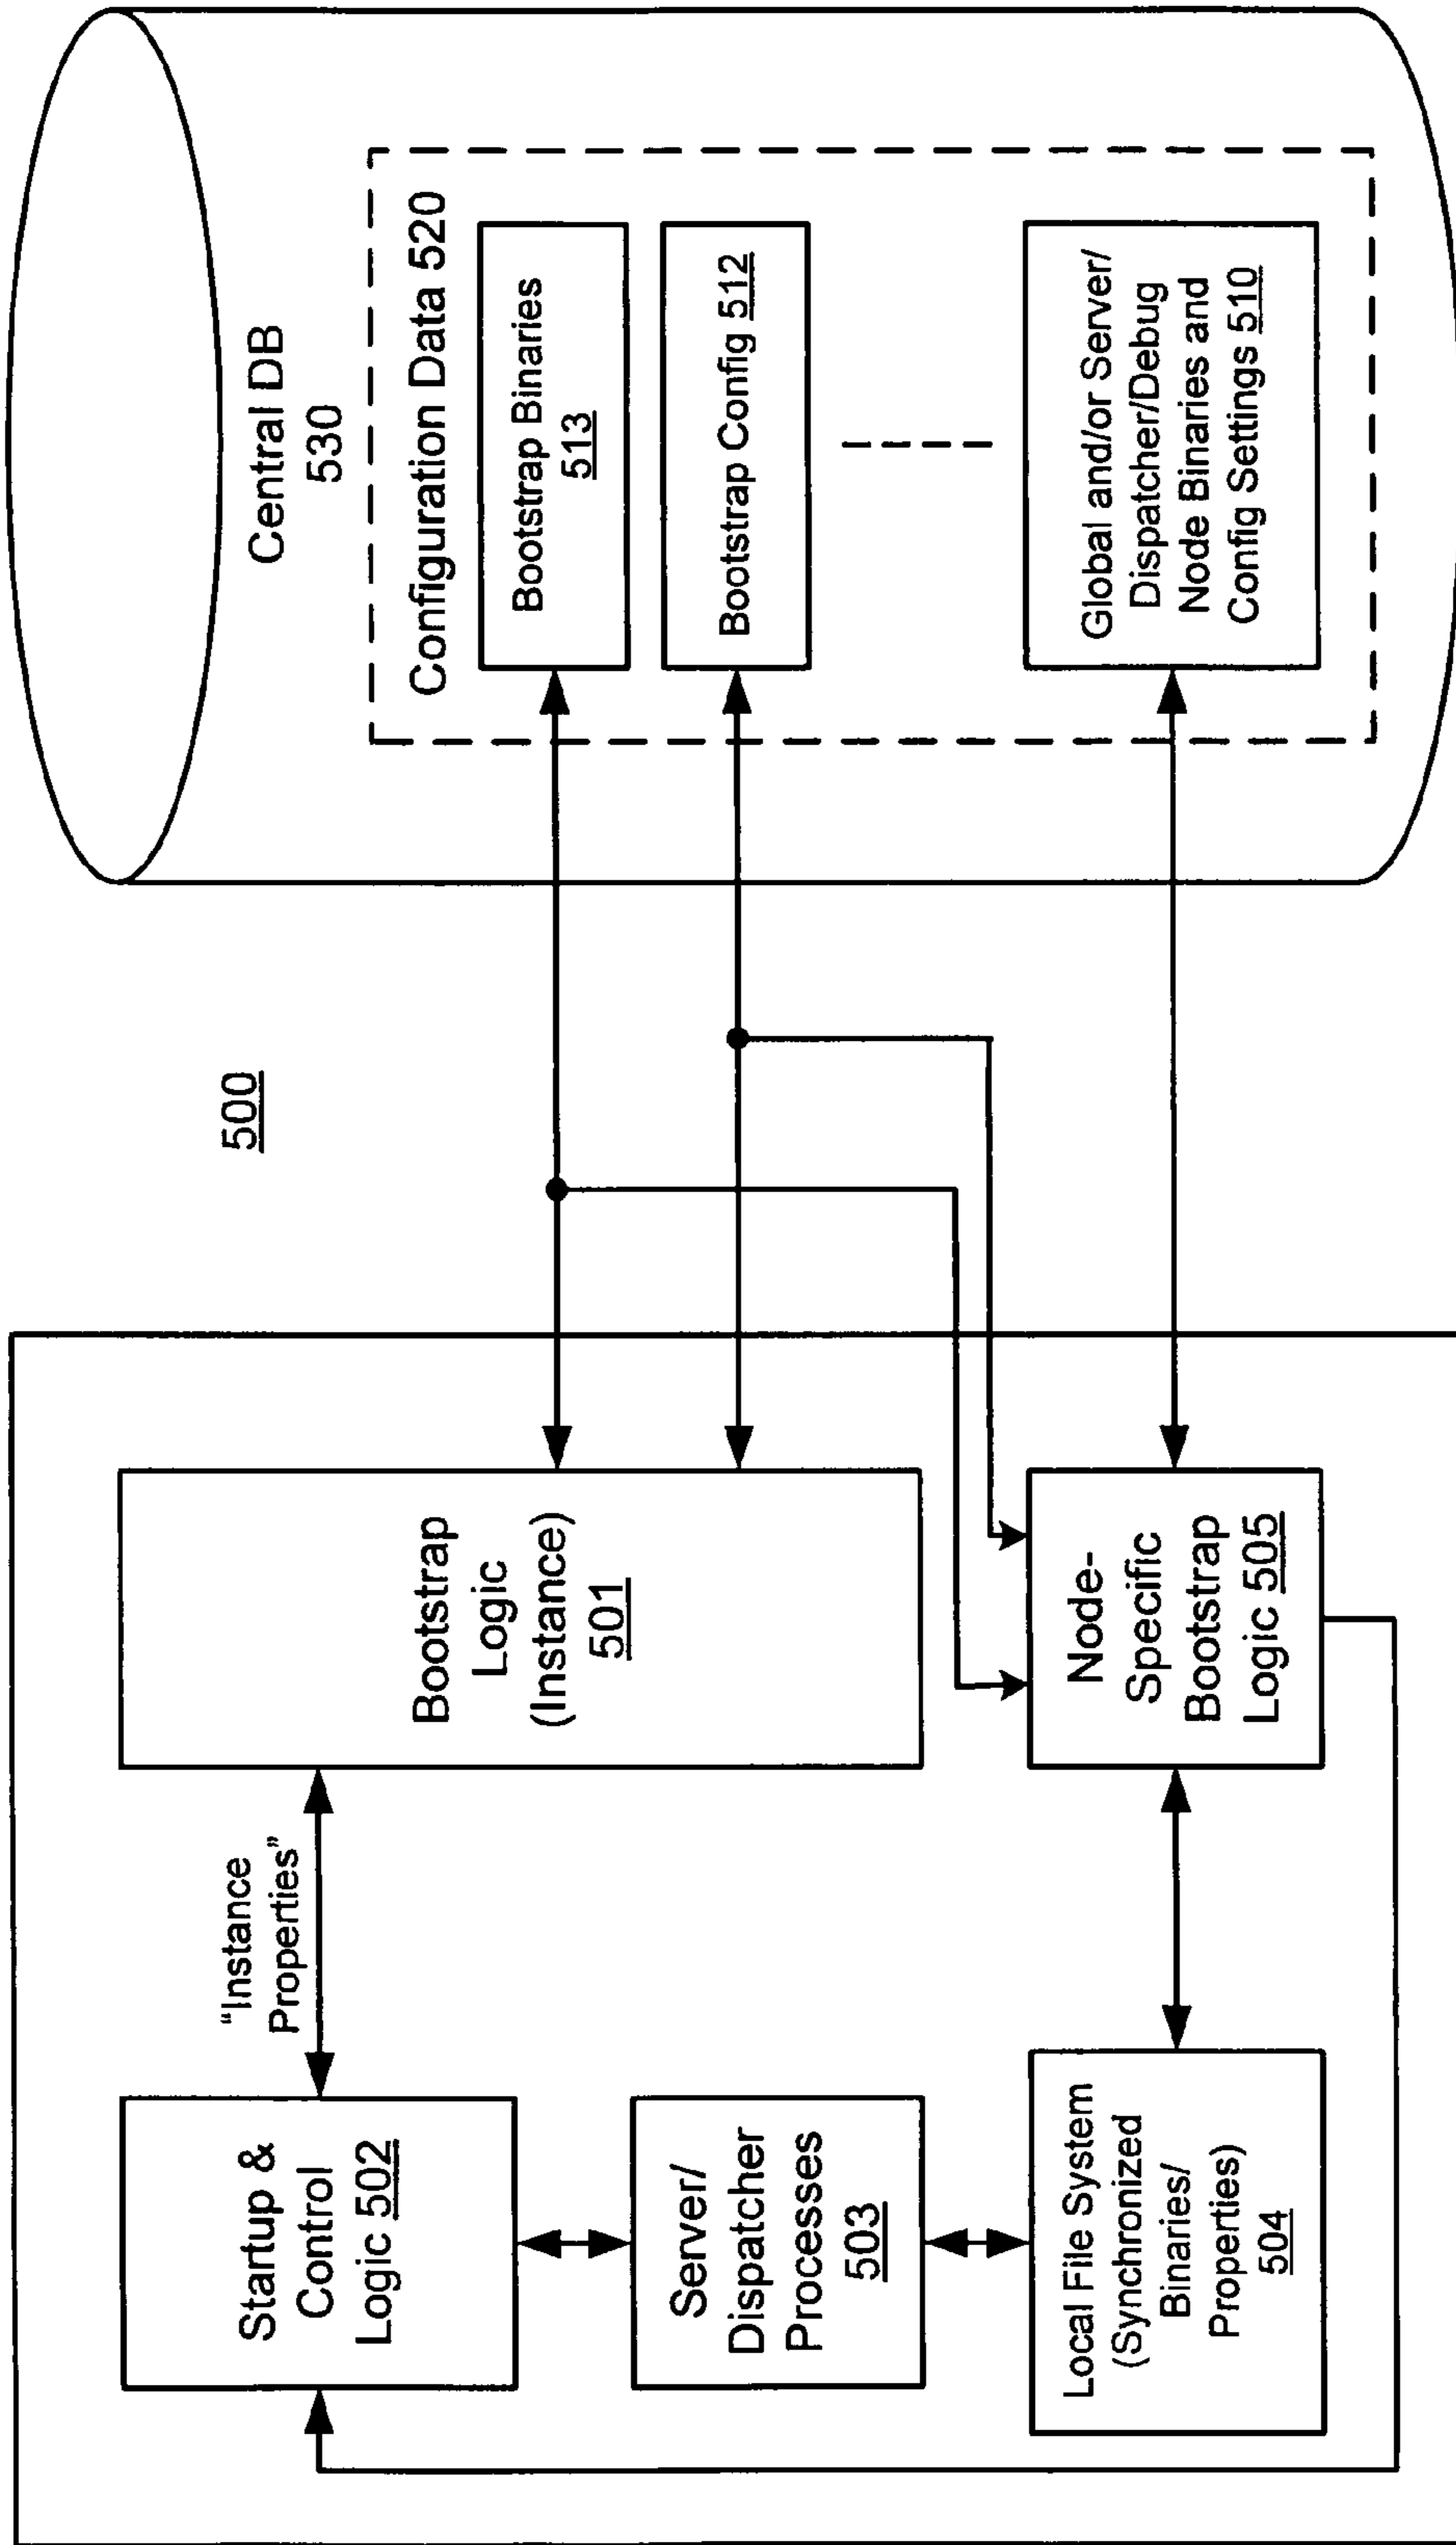 500
Startup &
Control
Logic 502
"Instance
Properties"
Bootstrap
Logic
(Instance)
501
Server/
Dispatcher
Processes
503
Local File System
(Synchronized
Binaries/
Properties)
504
Node-
Specific
Bootstrap
Logic 505
Central DB
530
Configuration Data 520
Bootstrap Binaries
513
Bootstrap Config 512
Global and/or Server/
Dispatcher/Debug
Node Binaries and
Config Settings 510